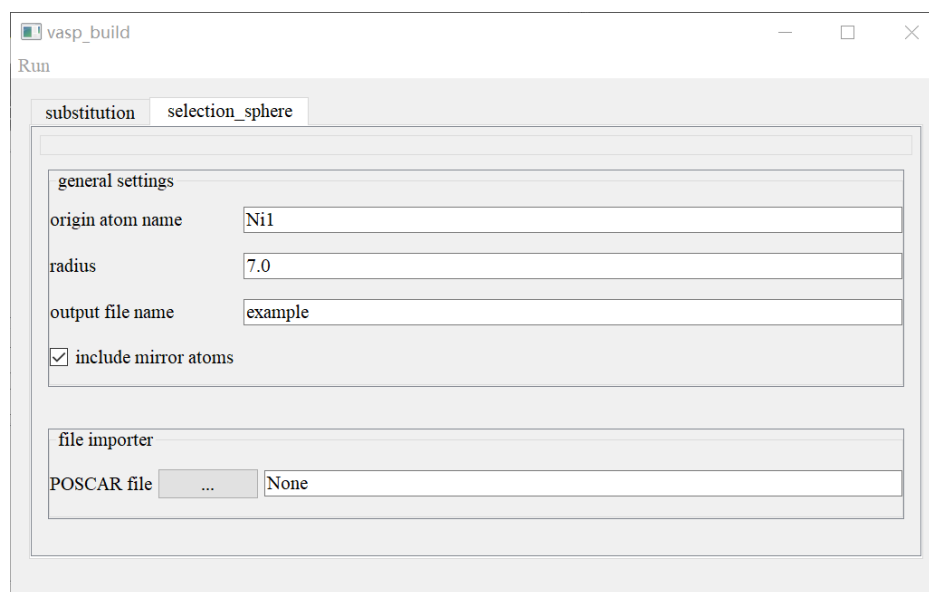 vasp_build
Run
substitution selection_sphere
general settings
origin atom name Ni1
radius 7.0
output file name example
include mirror atoms
file importer
POSCAR file ... None